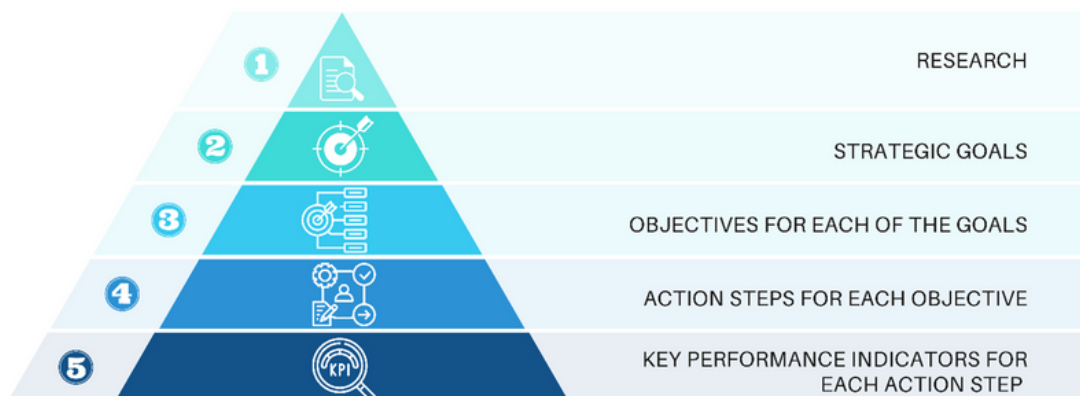 1
RESEARCH
2
STRATEGIC GOALS
3
OBJECTIVES FOR EACH OF THE GOALS
4
ACTION STEPS FOR EACH OBJECTIVE
5
KPI
KEY PERFORMANCE INDICATORS FOR
EACH ACTION STEP